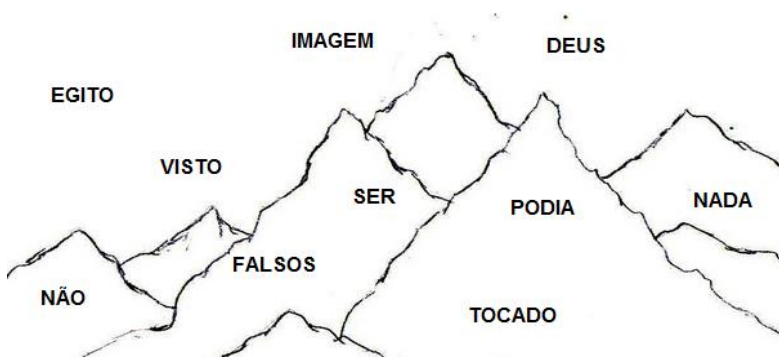 IMAGEM
DEUS
EGITO
VISTO
SER
PODIA
NADA
FALSOS
NÃO
TOCADO